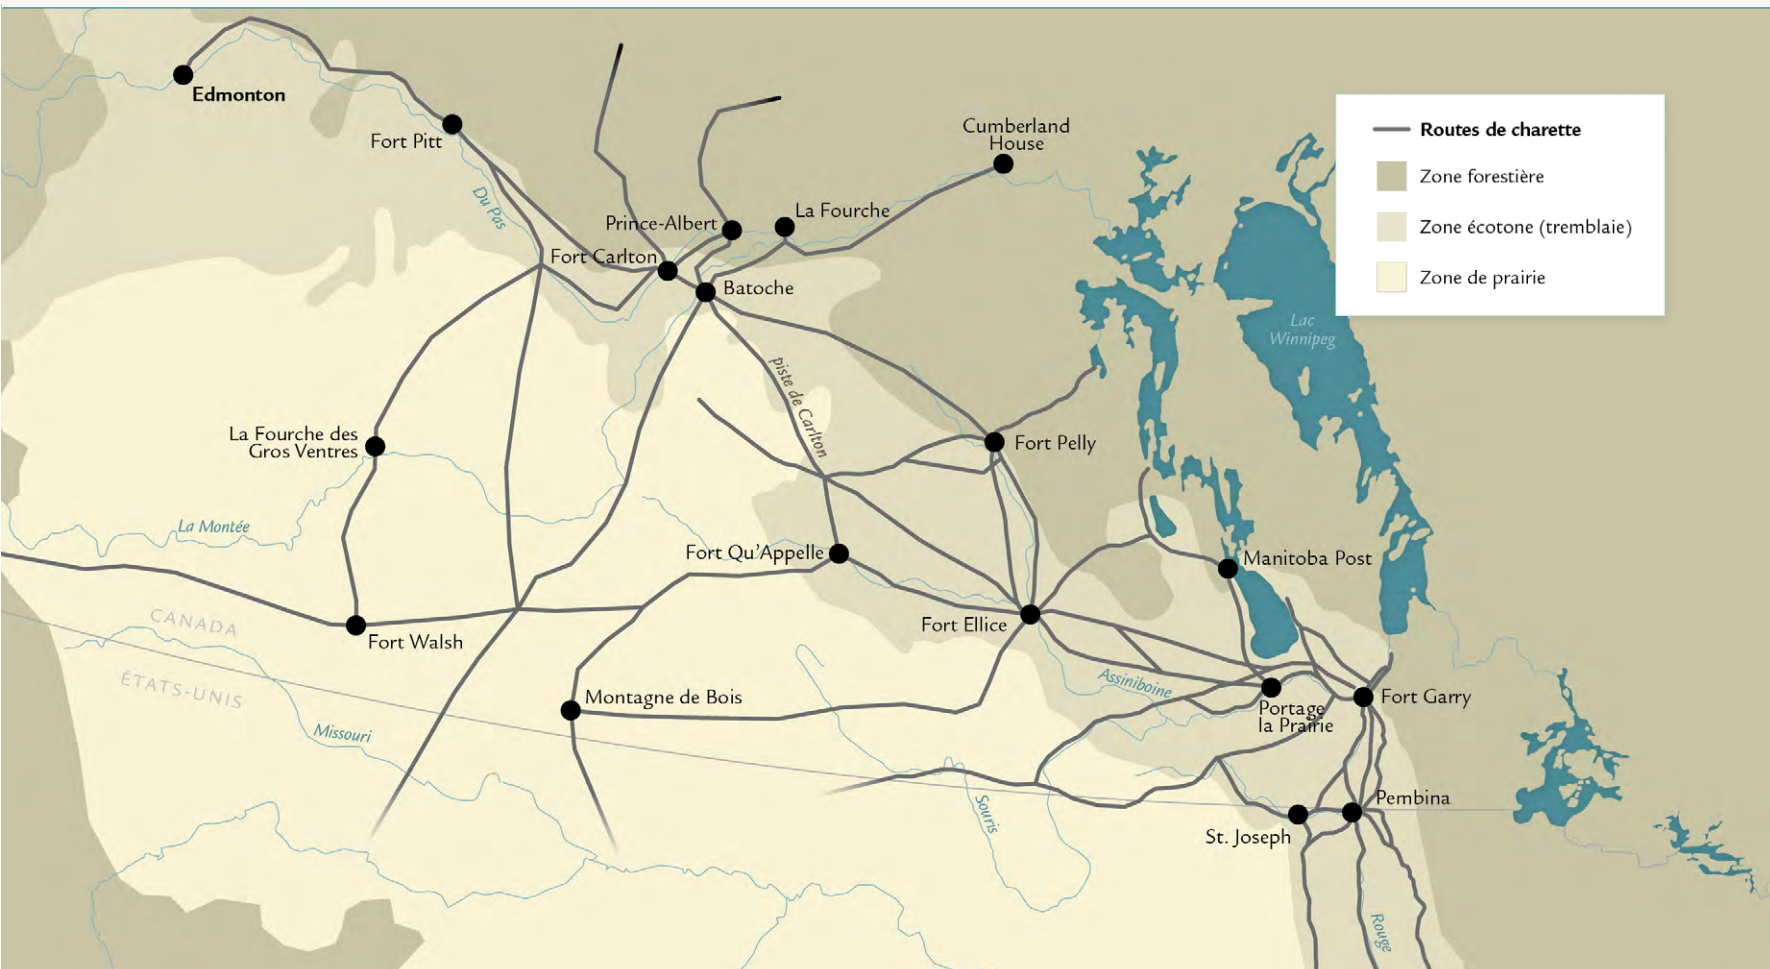 Edmonton
Fort Pitt
Du Pas
Cumberland
House
Prince-Albert
La Fourche
Fort Carlton
Batoche
piste de Carlton
La Fourche des
Gros Ventres
La Montée
Fort Pelly
Fort Qu'Appelle
Manitoba Post
Fort Ellice
Fort Walsh
CANADA
ÉTATS-UNIS
Missouri
Montagne de Bois
Assiniboine
Portage
la Prairie
Fort Garry
Souris
St. Joseph
Pembina
Rouge
Lac
Winnipeg
Routes de charette
Zone forestière
Zone écotone (tremblaie)
Zone de prairie